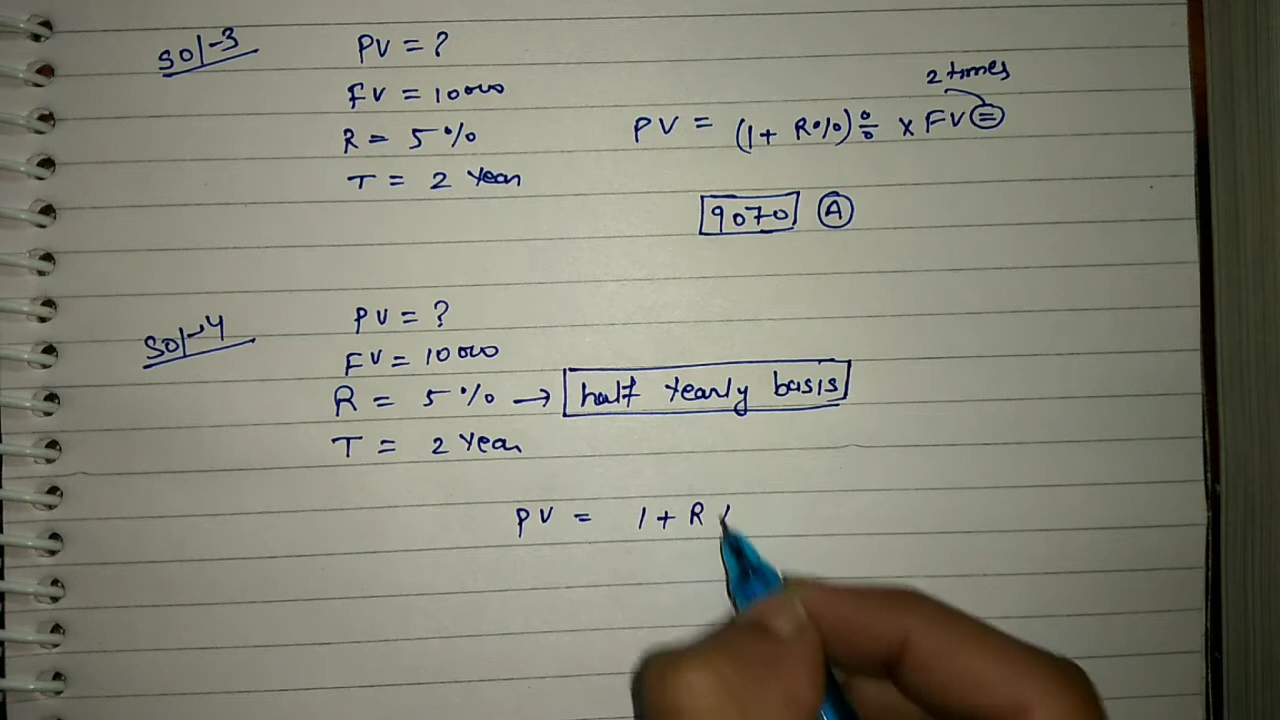 Sol-3
PV = ?
FV = 10000
R = 5%
T = 2 Year
2 times
PV = (1+ R%) ÷ × FV =
9070 A
Sol-4
PV = ?
FV = 10000
R = 5% → half Yearly basis
T = 2 Year
PV = 1+ R